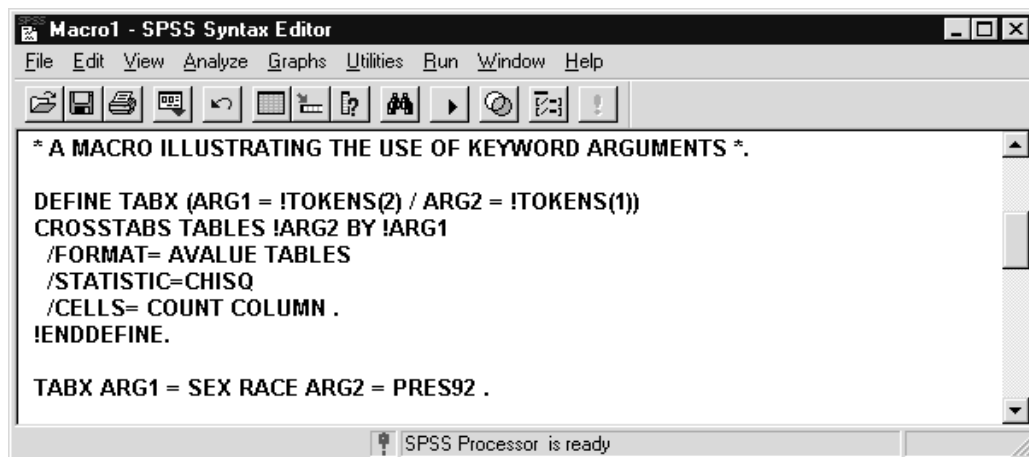 Macro1 - SPSS Syntax Editor
File Edit View Analyze Graphs Utilities Run Window Help
* A MACRO ILLUSTRATING THE USE OF KEYWORD ARGUMENTS *.
DEFINE TABX (ARG1 = !TOKENS(2) / ARG2 = !TOKENS(1))
CROSSTABS TABLES !ARG2 BY !ARG1
/FORMAT= AVALUE TABLES
/STATISTIC=CHISQ
/CELLS= COUNT COLUMN .
!ENDDEFINE.
TABX ARG1 = SEX RACE ARG2 = PRES92 .
SPSS Processor is ready